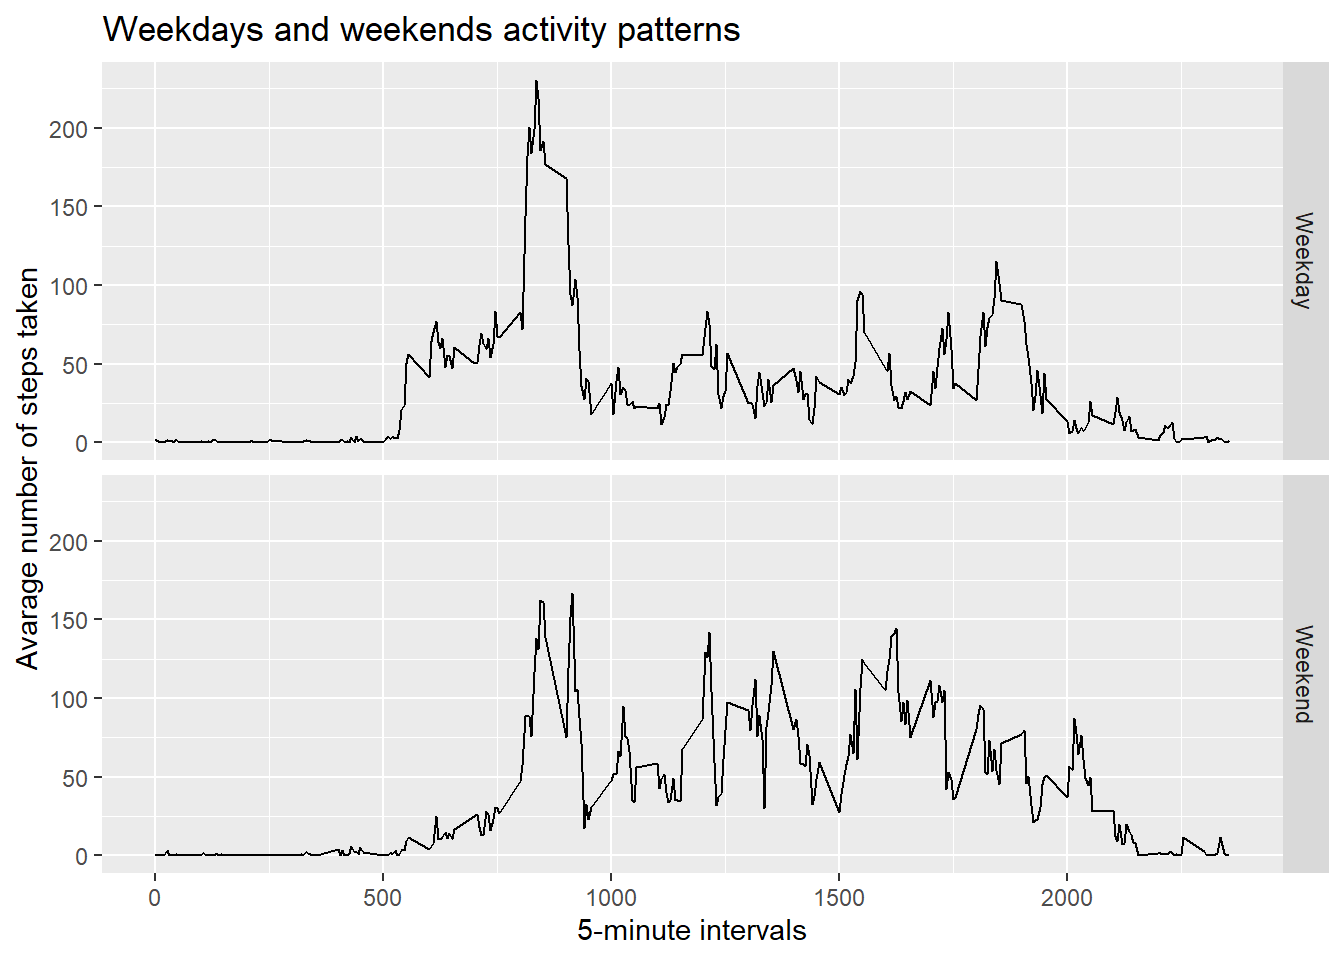 Weekdays and weekends activity patterns
Avarage number of steps taken
200
150
100
50
0
Weekday
200
150
100
50
0
Weekend
0 500 1000 1500 2000
5-minute intervals